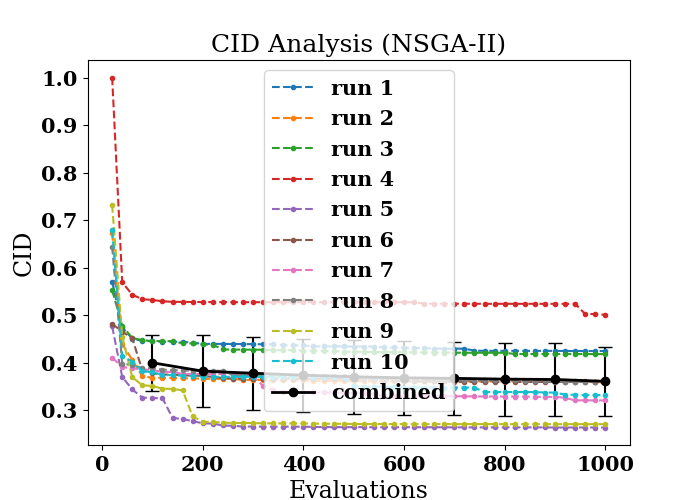 CID Analysis (NSGA-II)
CID
1.0
0.9
0.8
0.7
0.6
0.5
0.4
0.3
run 1
run 2
run 3
run 4
run 5
run 6
run 7
run 8
run 9
run 10
combined
0 200 400 600 800 1000
Evaluations